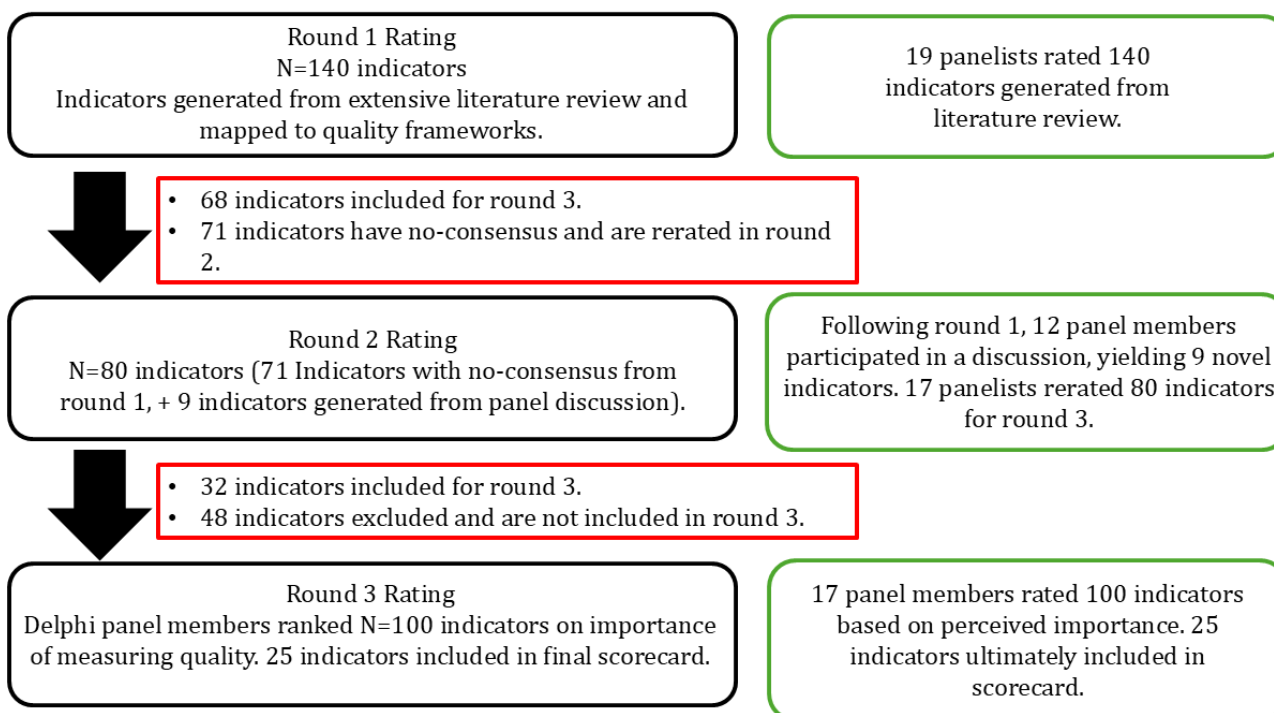 Round 1 Rating
N=140 indicators
Indicators generated from extensive literature review and
mapped to quality frameworks.
19 panelists rated 140
indicators generated from
literature review.
• 68 indicators included for round 3.
• 71 indicators have no-consensus and are rerated in round
2.
Round 2 Rating
N=80 indicators (71 Indicators with no-consensus from
round 1, + 9 indicators generated from panel discussion).
Following round 1, 12 panel members
participated in a discussion, yielding 9 novel
indicators. 17 panelists rerated 80 indicators
for round 3.
• 32 indicators included for round 3.
• 48 indicators excluded and are not included in round 3.
Round 3 Rating
Delphi panel members ranked N=100 indicators on importance
of measuring quality. 25 indicators included in final scorecard.
17 panel members rated 100 indicators
based on perceived importance. 25
indicators ultimately included in
scorecard.